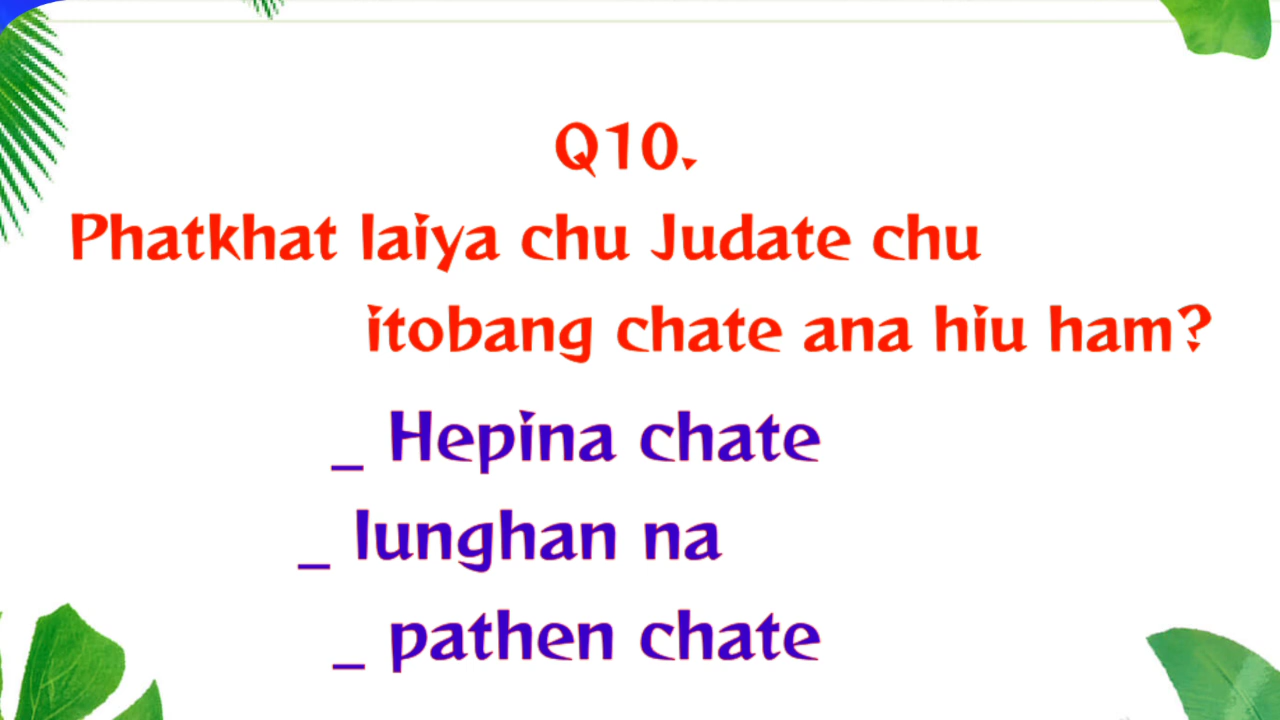 Q10.
Phatkhat laiya chu Judate chu
itobang chate ana hiu ham?
_ Hepina chate
_ lunghan na
_ pathen chate